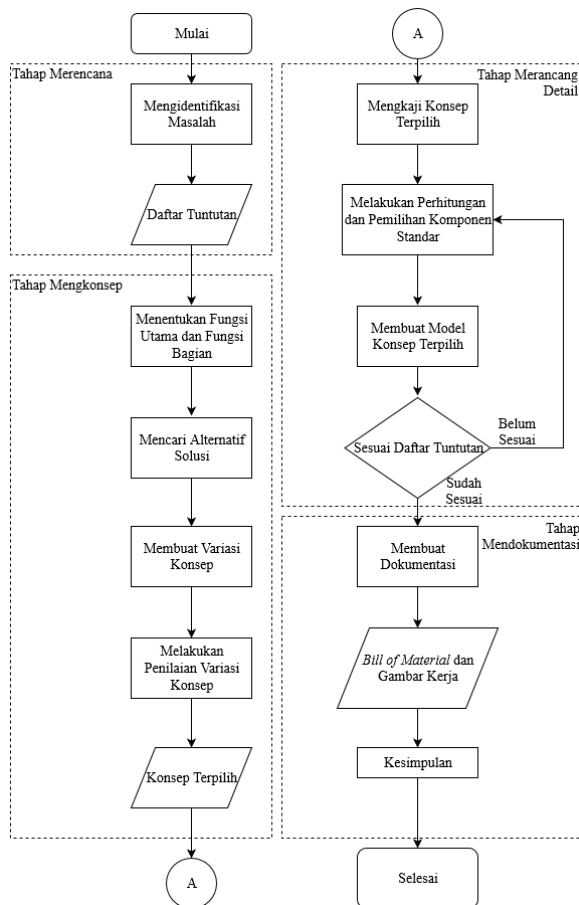 Mulai
Tahap Merencana
Mengidentifikasi
Masalah
Daftar Tuntutan
Tahap Mengkonsep
Menentukan Fungsi
Utama dan Fungsi
Bagian
Mencari Alternatif
Solusi
Membuat Variasi
Konsep
Melakukan
Penilaian Variasi
Konsep
Konsep Terpilih
A
A
Tahap Merancang
Detail
Mengkaji Konsep
Terpilih
Melakukan Perhitungan
dan Pemilihan Komponen
Standar
Membuat Model
Konsep Terpilih
Sesuai Daftar Tuntutan
Belum
Sesuai
Sudah
Sesuai
Tahap
Mendokumentasi
Membuat
Dokumentasi
Bill of Material dan
Gambar Kerja
Kesimpulan
Selesai